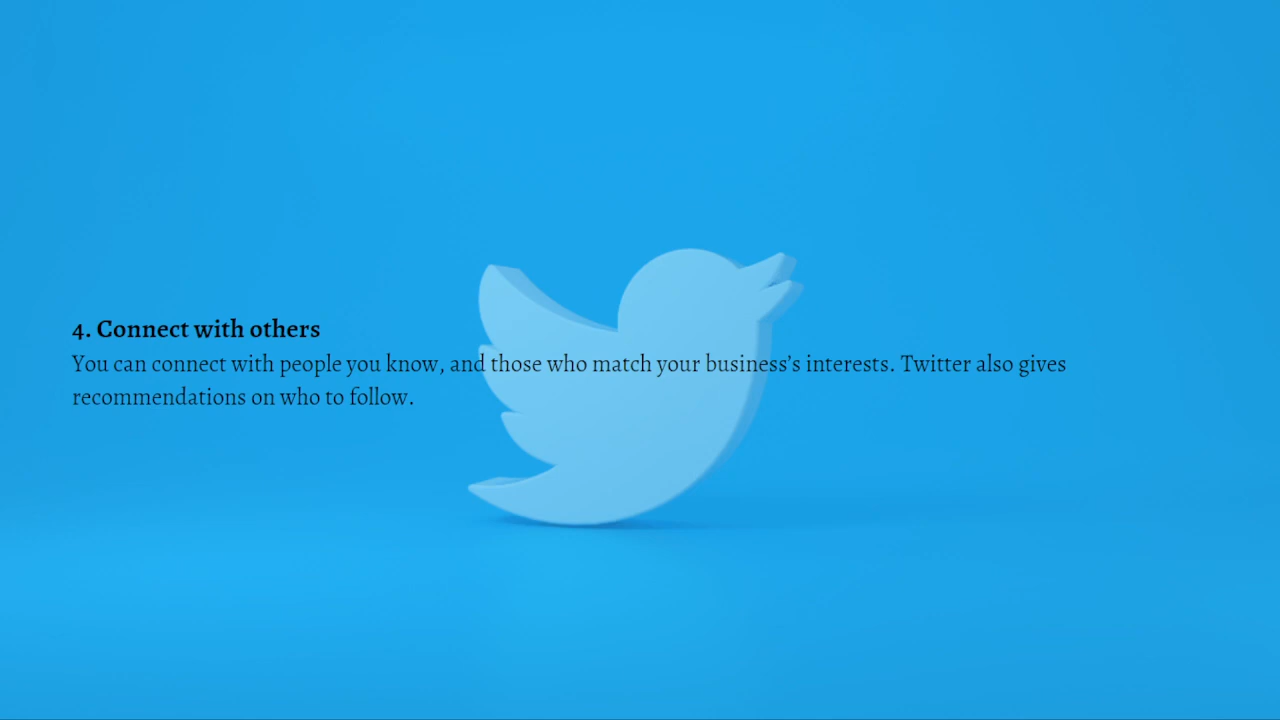 4. Connect with others
You can connect with people you know, and those who match your business’s interests. Twitter also gives
recommendations on who to follow.